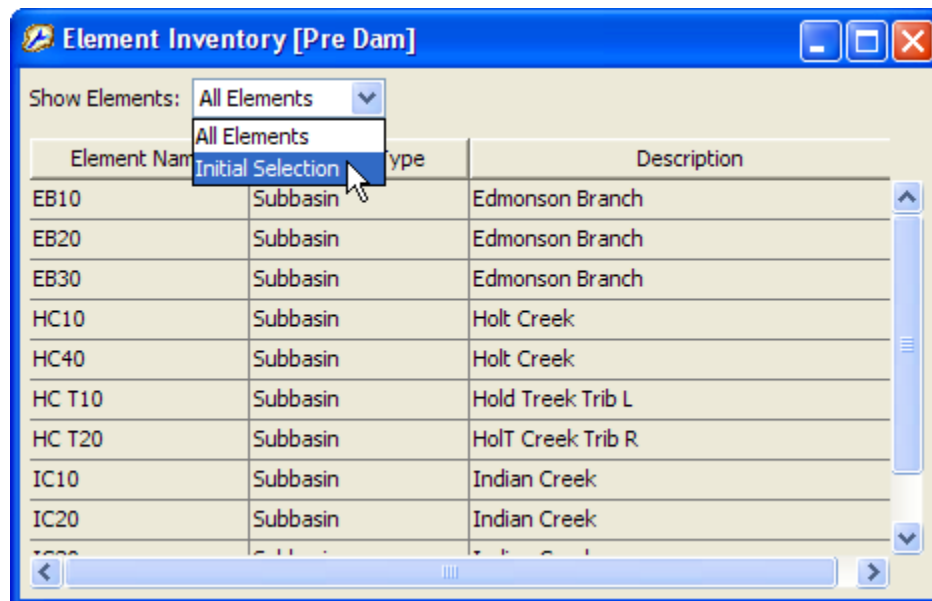 Element Inventory [Pre Dam]
Show Elements: All Elements
All Elements
Initial Selection
Element Nam ype Description
EB10 Subbasin Edmonson Branch
EB20 Subbasin Edmonson Branch
EB30 Subbasin Edmonson Branch
HC10 Subbasin Holt Creek
HC40 Subbasin Holt Creek
HC T10 Subbasin Hold Treek Trib L
HC T20 Subbasin HolT Creek Trib R
IC10 Subbasin Indian Creek
IC20 Subbasin Indian Creek